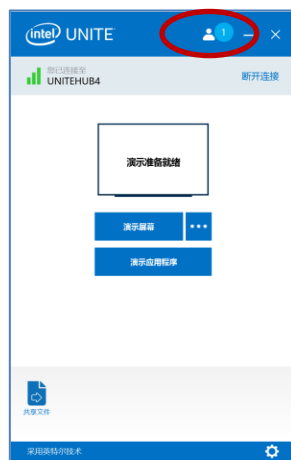 intel UNITE
1
您已连接至
UNITEHUB4
断开连接
演示准备就绪
演示屏幕
演示应用程序
共享文件
采用英特尔技术